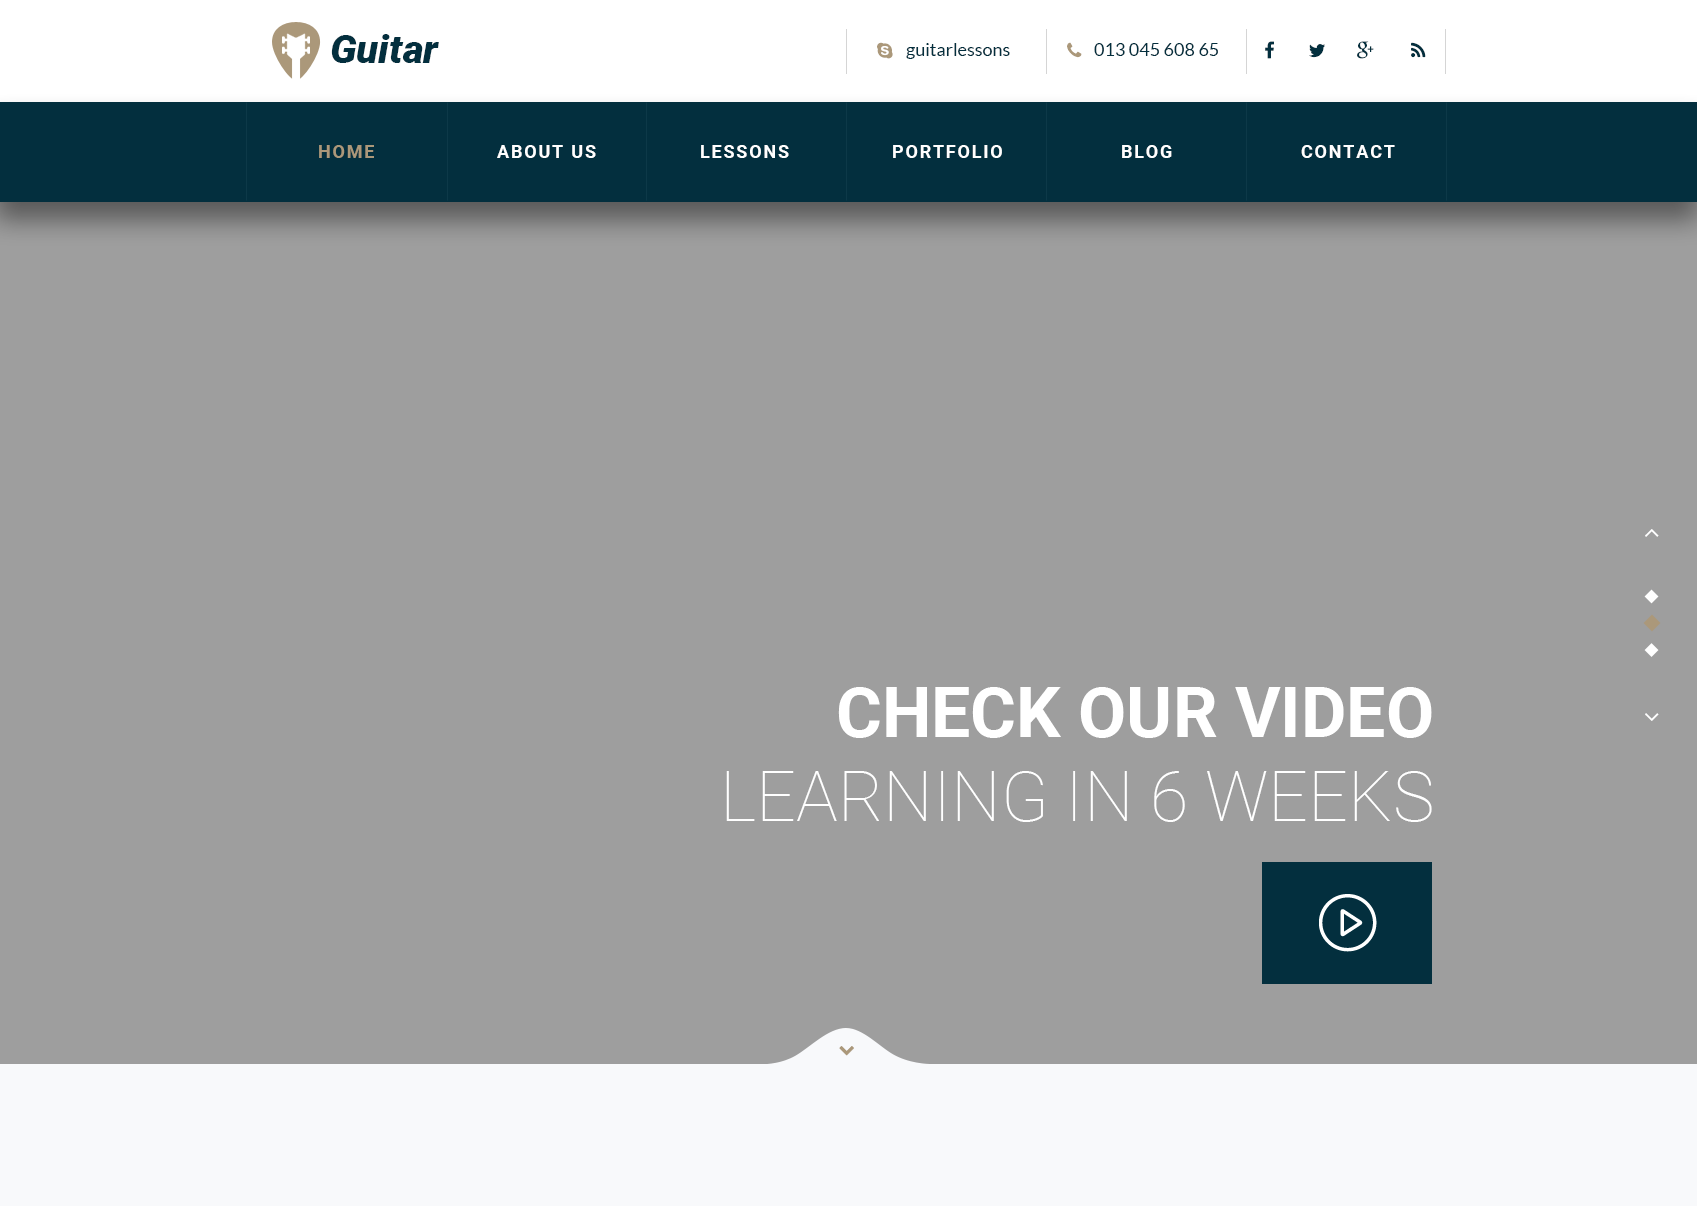 Guitar
guitarlessons
013 045 608 65
HOME
ABOUT US
LESSONS
PORTFOLIO
BLOG
CONTACT
CHECK OUR VIDEO
LEARNING IN 6 WEEKS